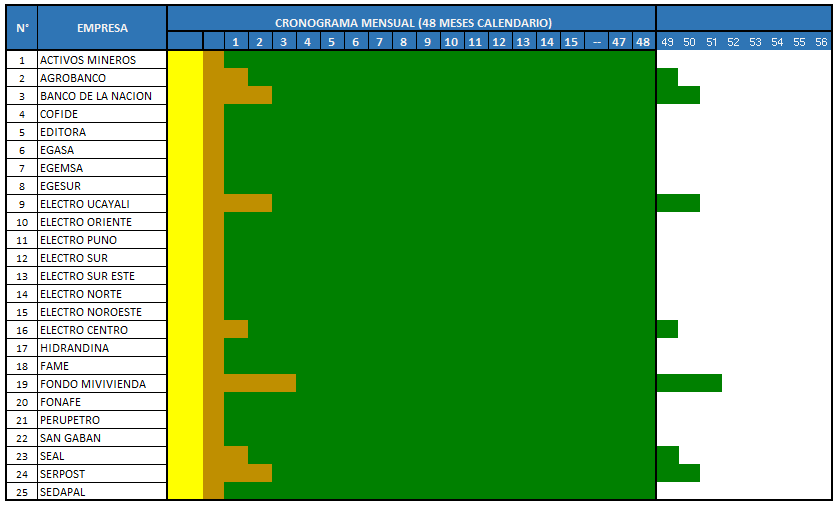 N° EMPRESA CRONOGRAMA MENSUAL (48 MESES CALENDARIO)
1 2 3 4 5 6 7 8 9 10 11 12 13 14 15 -- 47 48 49 50 51 52 53 54 55 56
1 ACTIVOS MINEROS
2 AGROBANCO
3 BANCO DE LA NACION
4 COFIDE
5 EDITORA
6 EGASA
7 EGEMSA
8 EGESUR
9 ELECTRO UCAYALI
10 ELECTRO ORIENTE
11 ELECTRO PUNO
12 ELECTRO SUR
13 ELECTRO SUR ESTE
14 ELECTRO NORTE
15 ELECTRO NOROESTE
16 ELECTRO CENTRO
17 HIDRANDINA
18 FAME
19 FONDO MIVIVIENDA
20 FONAFE
21 PERUPETRO
22 SAN GABAN
23 SEAL
24 SERPOST
25 SEDAPAL